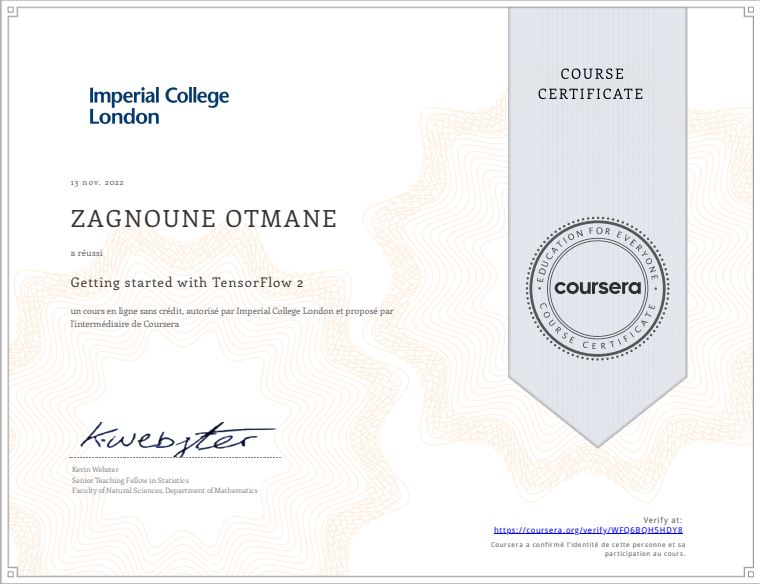 COURSE
CERTIFICATE
Imperial College
London
13 nov. 2022
ZAGNOUNE OTMANE
a réussi
Getting started with TensorFlow 2
un cours en ligne sans crédit, autorisé par Imperial College London et proposé par
l'intermédiaire de Coursera
EDUCATION FOR EVERYONE
coursera
COURSE CERTIFICATE
K.webster
Kevin Webster
Senior Teaching Fellow in Statistics
Faculty of Natural Sciences, Department of Mathematics
Verify at:
https://coursera.org/verify/WFQ6BQH5HDY8
Coursera a confirmé l'identité de cette personne et sa
participation au cours.